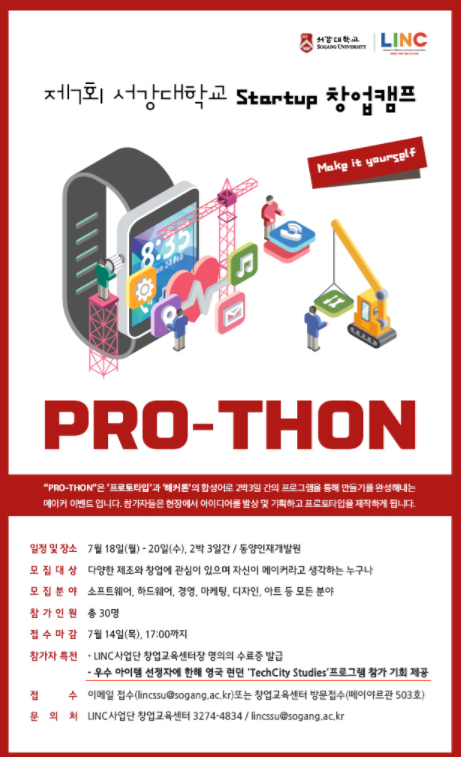 서강대학교
SOGANG UNIVERSITY
LINC
제7회 서강대학교 Startup 창업캠프
Make it yourself
8:35
PRO-THON
"PRO-THON"은 '프로토타입'과 '해커톤'의 합성어로 2박3일 간의 프로그램을 통해 만들기를 완성해내는
메이커 이벤트 입니다. 참가자들은 현장에서 아이디어를 발상 및 기획하고 프로토타입을 제작하게 됩니다.
일정 및 장소 7월 18일(월) - 20일(수), 2박 3일간 / 동양인재개발원
모 집 대 상 다양한 제조와 창업에 관심이 있으며 자신이 메이커라고 생각하는 누구나
모 집 분 야 소프트웨어, 하드웨어, 경영, 마케팅, 디자인, 아트 등 모든 분야
참 가 인 원 총 30명
접 수 마 감 7월 14일(목), 17:00까지
참가자 특전 - LINC사업단 창업교육센터장 명의의 수료증 발급
- 우수 아이템 선정자에 한해 영국 런던 'TechCity Studies'프로그램 참가 기회 제공
접 수 이메일 접수(lincssu@sogang.ac.kr)또는 창업교육센터 방문접수(떼이야르관 503호)
문 의 처 LINC사업단 창업교육센터 3274-4834 / lincssu@sogang.ac.kr